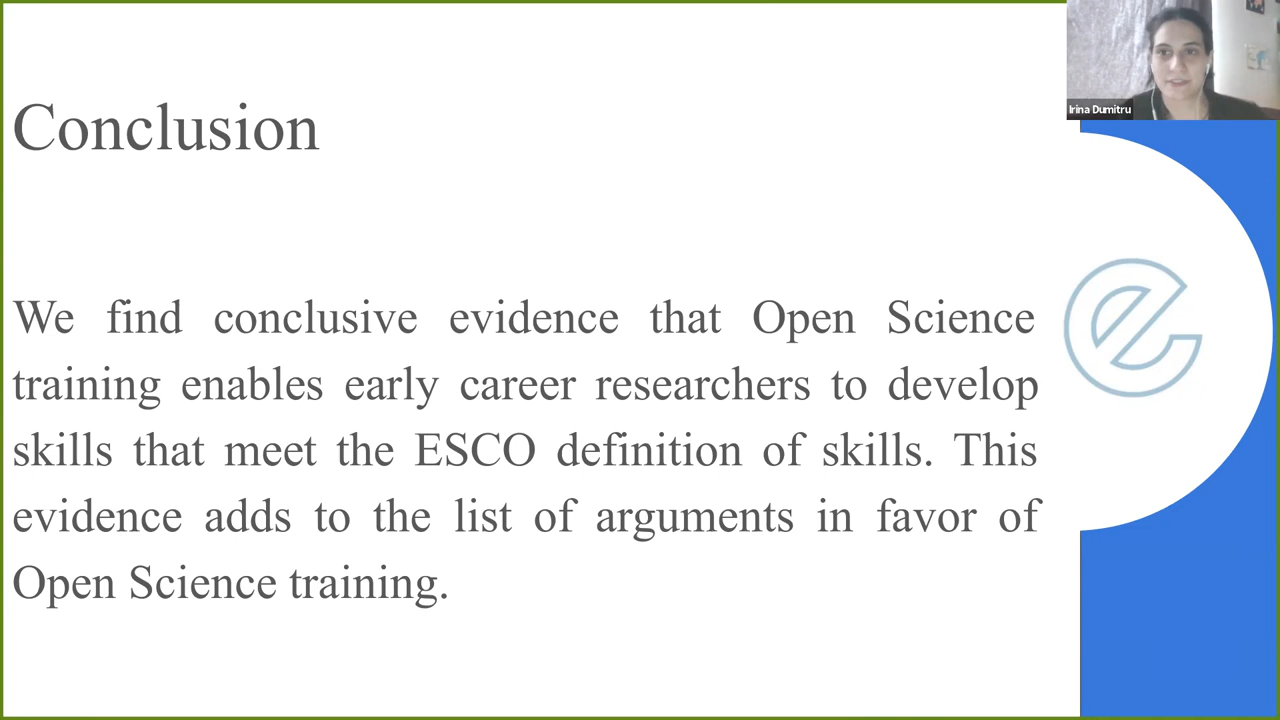 Conclusion
Irina Dumitru
We find conclusive evidence that Open Science
training enables early career researchers to develop
skills that meet the ESCO definition of skills. This
evidence adds to the list of arguments in favor of
Open Science training.